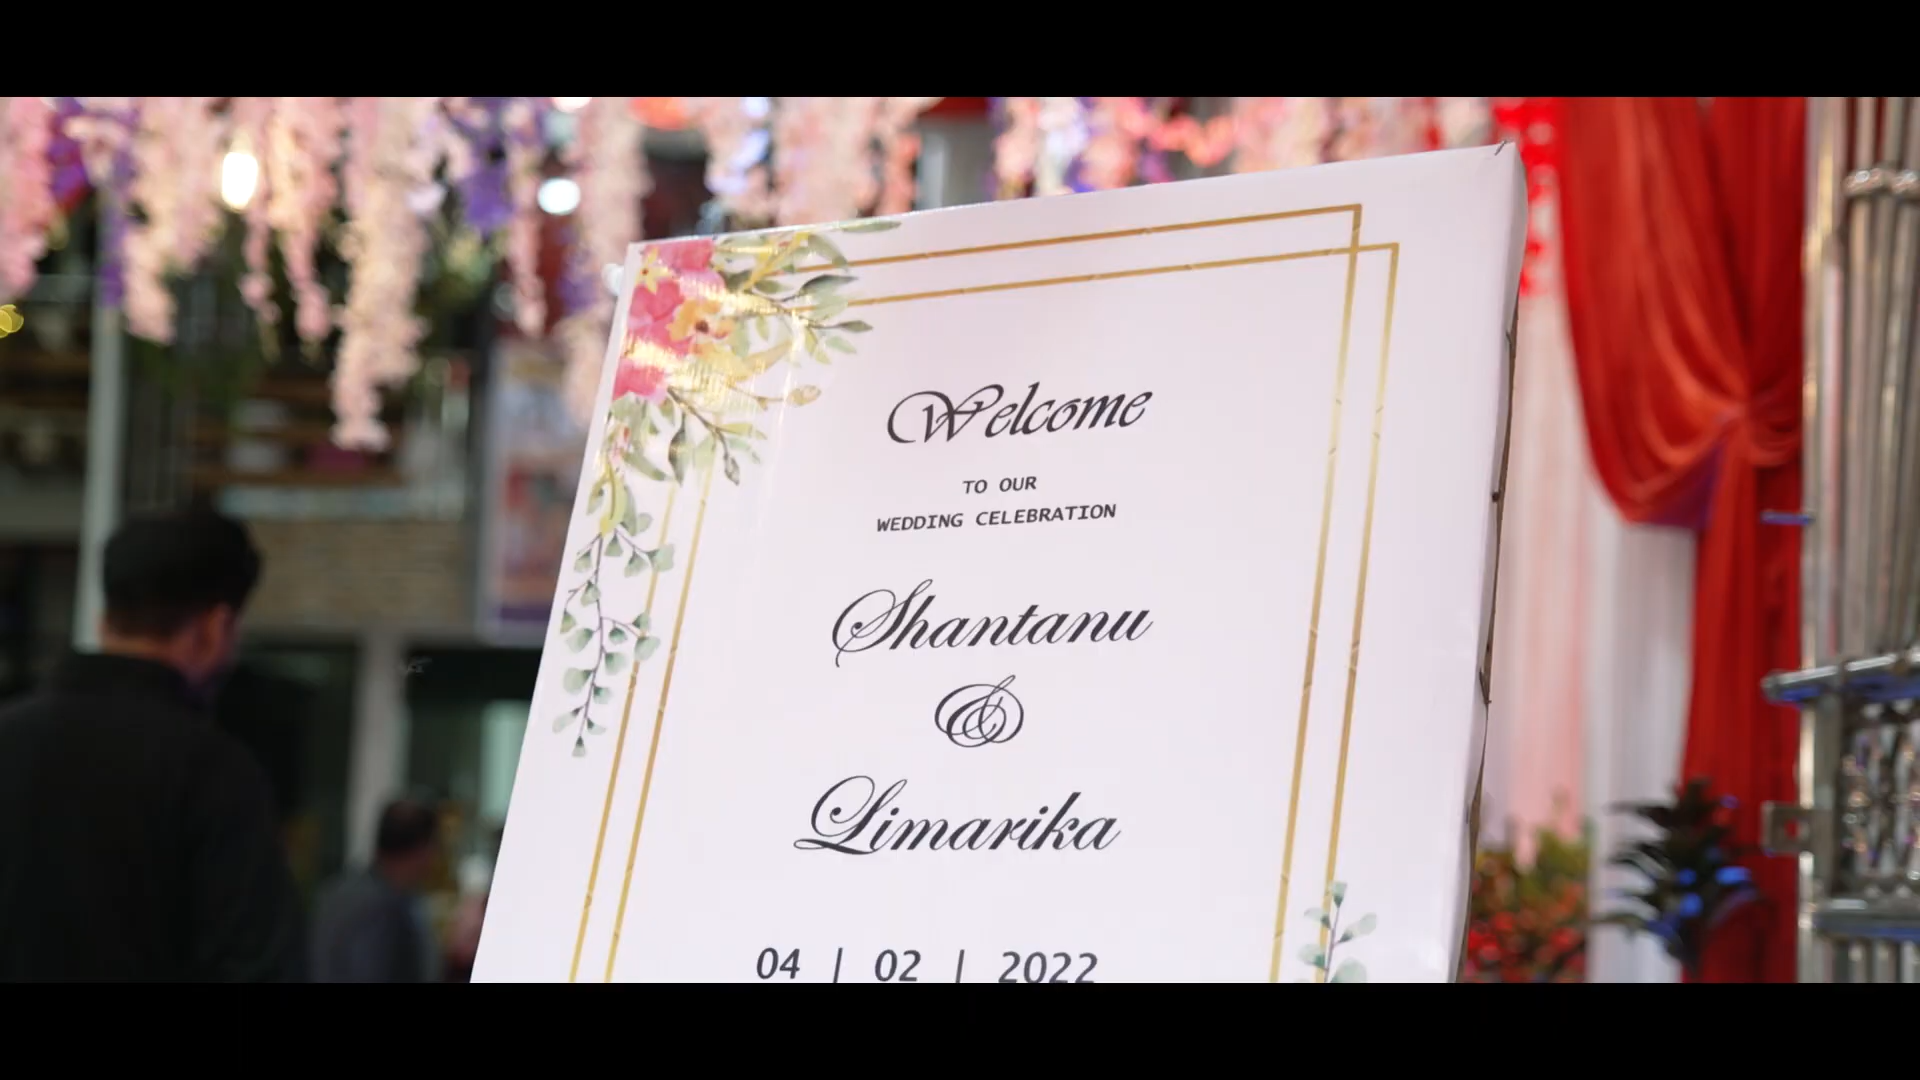 Welcome
TO OUR
WEDDING CELEBRATION
Shantanu
&
Limarika
04 | 02 | 2022